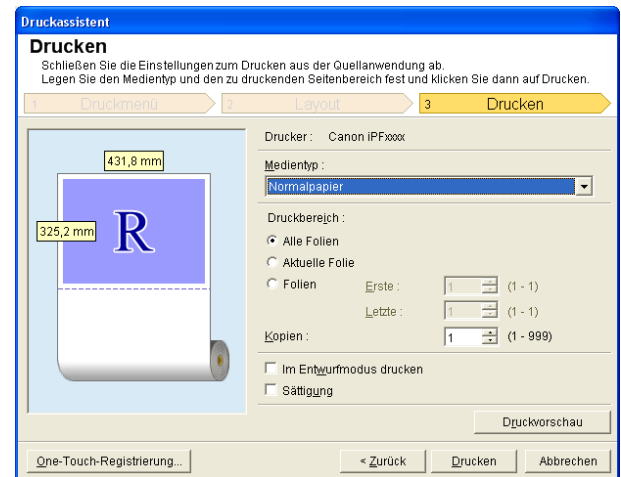 Druckassistent
Drucken
Schließen Sie die Einstellungen zum Drucken aus der Quellanwendung ab.
Legen Sie den Medientyp und den zu druckenden Seitenbereich fest und klicken Sie dann auf Drucken.
1 Druckmenü 2 Layout 3 Drucken
Drucker : Canon iPFxxxx
431,8 mm
Medientyp :
Normalpapier
325,2 mm
R
Druckbereich :
Alle Folien
Aktuelle Folie
Folien Erste : 1 (1 - 1)
Letzte : 1 (1 - 1)
Kopien : 1 (1 - 999)
Im Entwurfmodus drucken
Sättigung
Druckvorschau
One-Touch-Registrierung... < Zurück Drucken Abbrechen